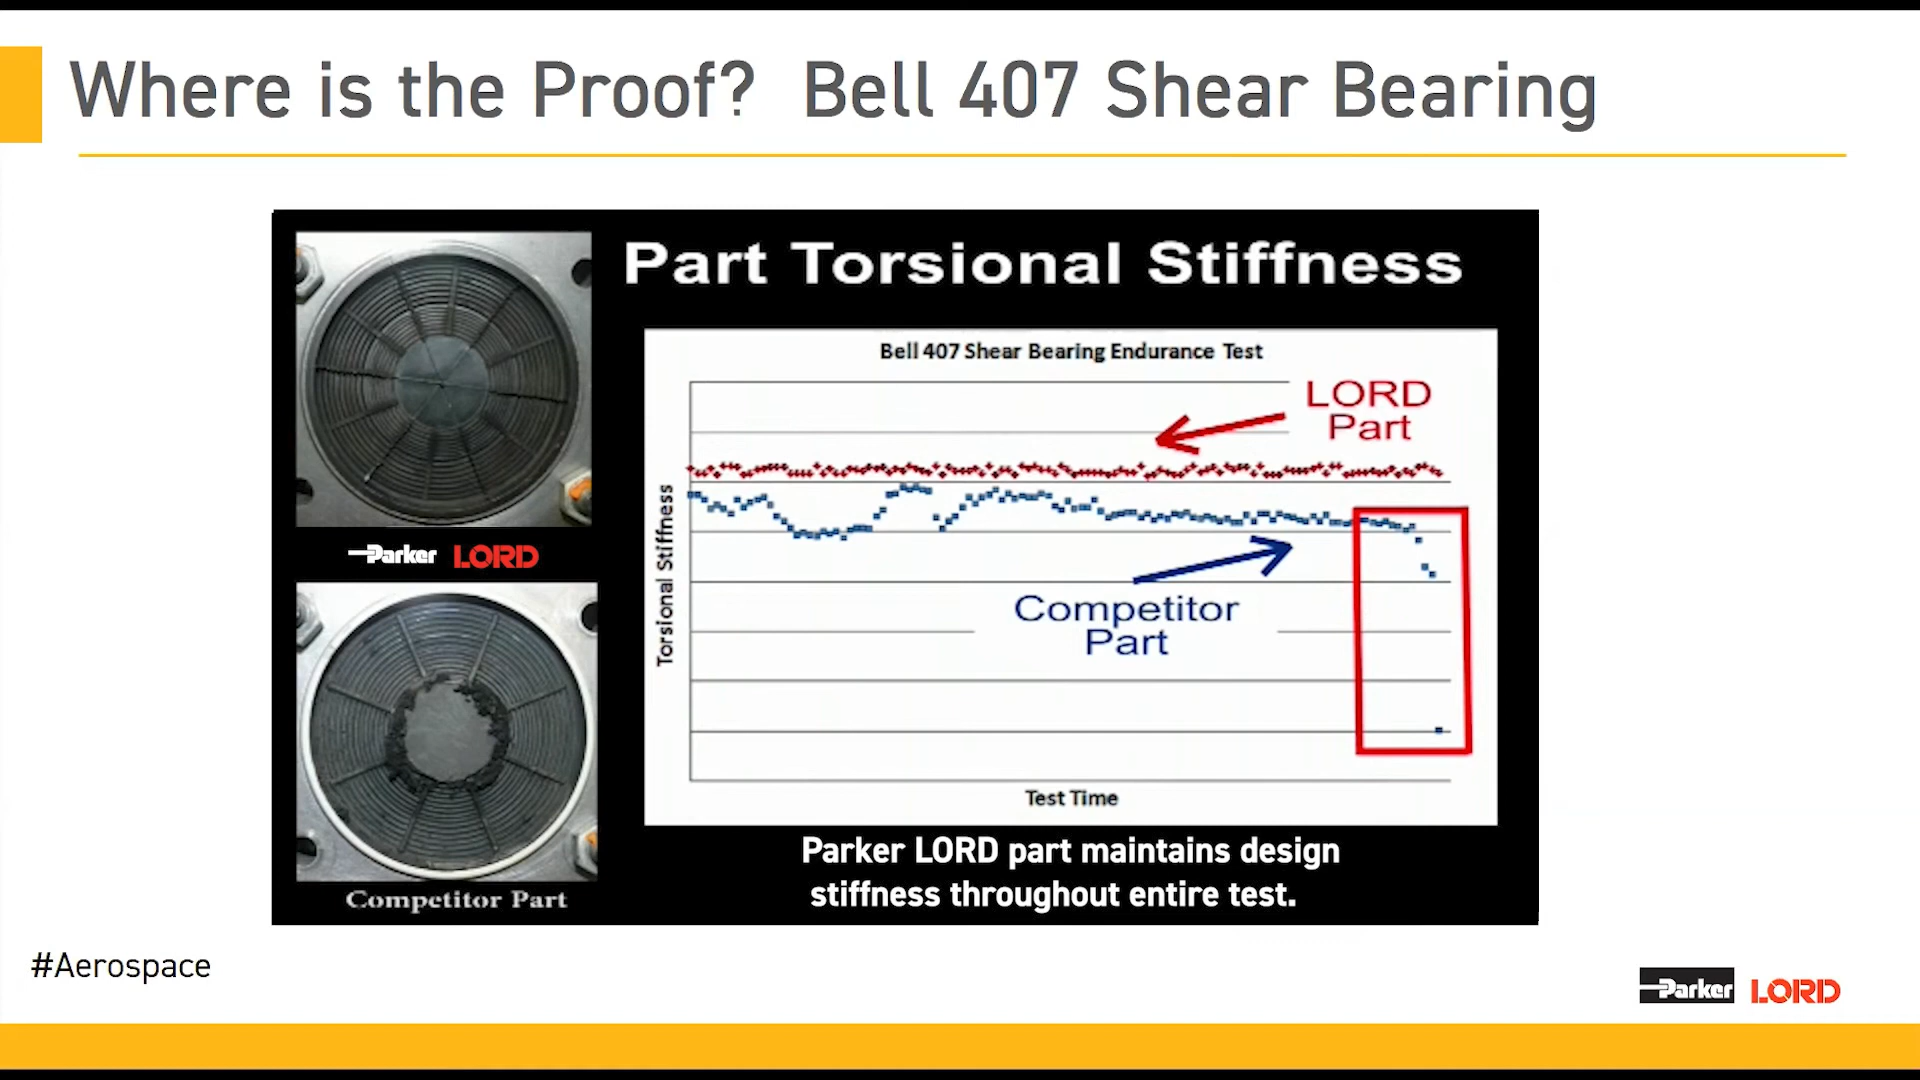 Where is the Proof? Bell 407 Shear Bearing
Part Torsional Stiffness
Bell 407 Shear Bearing Endurance Test
LORD
Part
Torsional Stiffness
Competitor
Part
Test Time
Parker LORD
Competitor Part
Parker LORD part maintains design
stiffness throughout entire test.
#Aerospace
Parker LORD